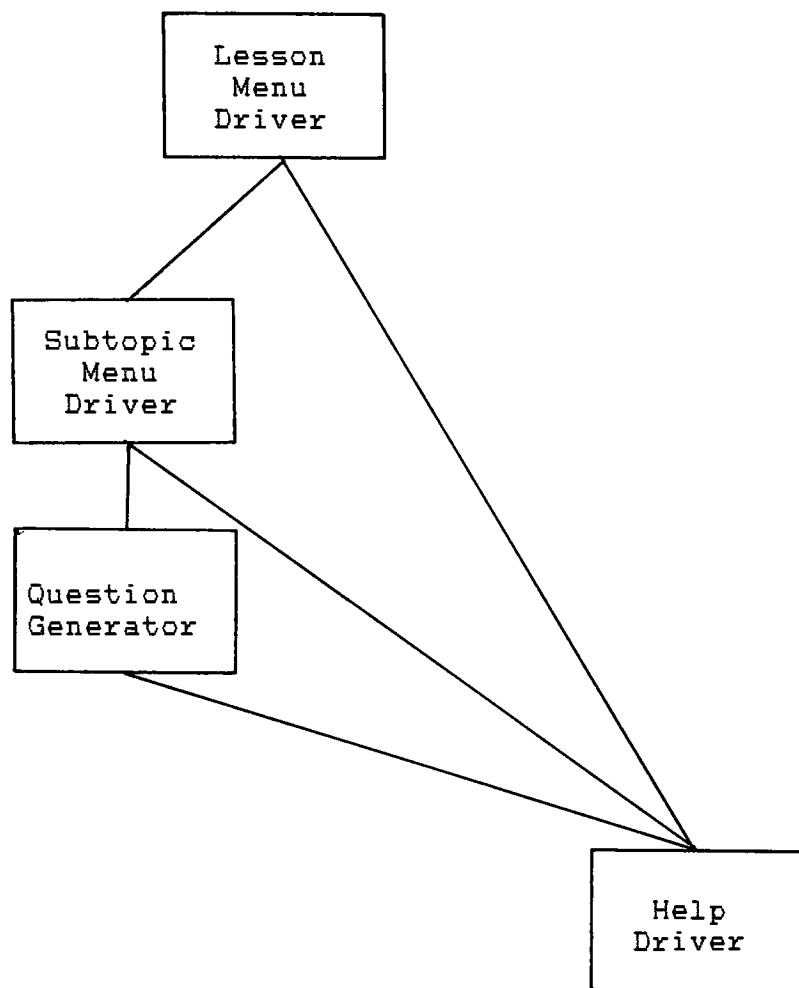 Lesson
Menu
Driver
Subtopic
Menu
Driver
Question
Generator
Help
Driver